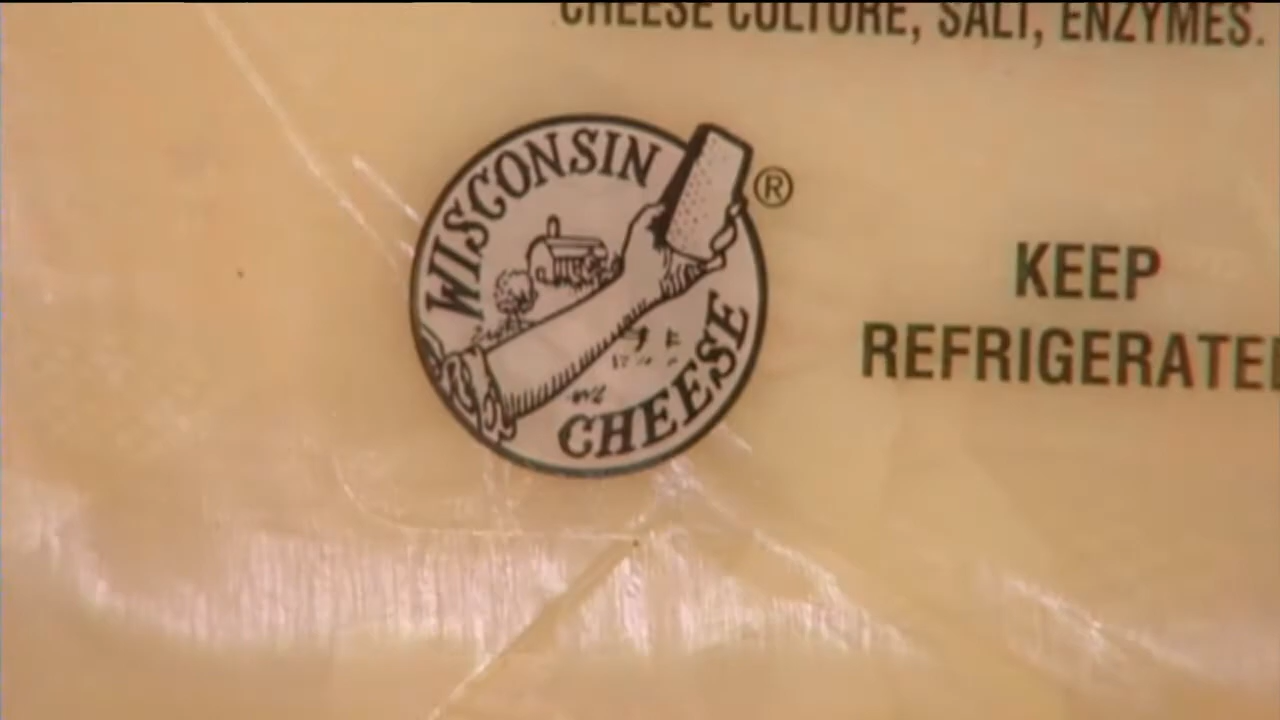 CHEESE CULTURE, SALT, ENZYMES.
WISCONSIN
®
CHEESE
KEEP
REFRIGERATE